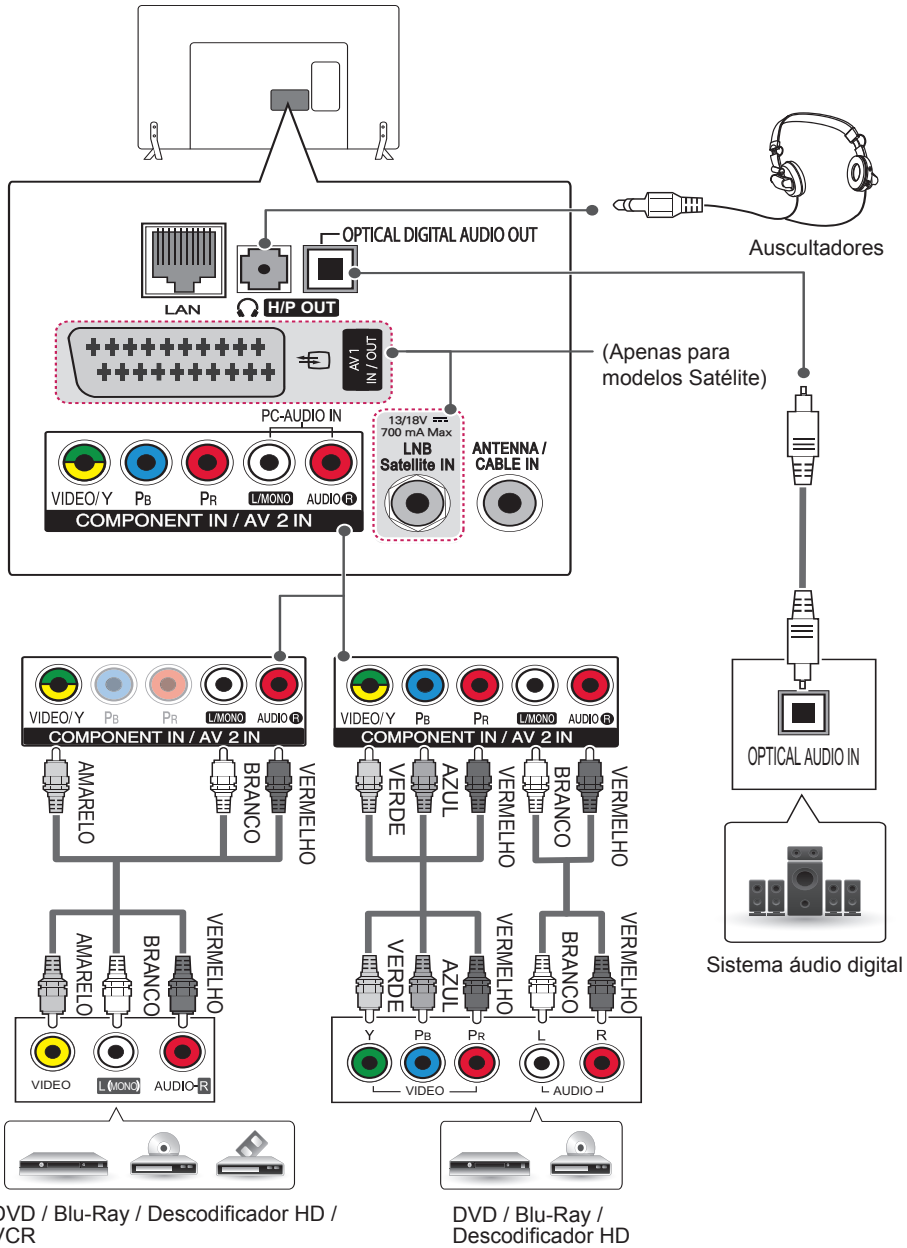 Auscultadores
OPTICAL DIGITAL AUDIO OUT
LAN
H/P OUT
AV 1
IN / OUT
(Apenas para
modelos Satélite)
PC-AUDIO IN
13/18V
700 mA Max
LNB
Satellite IN
ANTENNA /
CABLE IN
VIDEO/Y PB PR L/MONO AUDIO R
COMPONENT IN / AV 2 IN
VIDEO/Y PB PR L/MONO AUDIO R
COMPONENT IN / AV 2 IN
VIDEO/Y PB PR L/MONO AUDIO R
COMPONENT IN / AV 2 IN
AMARELO
BRANCO
VERMELHO
VERDE
AZUL
VERMELHO
BRANCO
VERMELHO
OPTICAL AUDIO IN
Sistema áudio digital
AMARELO
BRANCO
VERMELHO
VERDE
AZUL
VERMELHO
BRANCO
VERMELHO
VIDEO L (MONO) AUDIO-R
Y PB PR L R
VIDEO AUDIO
DVD / Blu-Ray / Descodificador HD /
VCR
DVD / Blu-Ray /
Descodificador HD